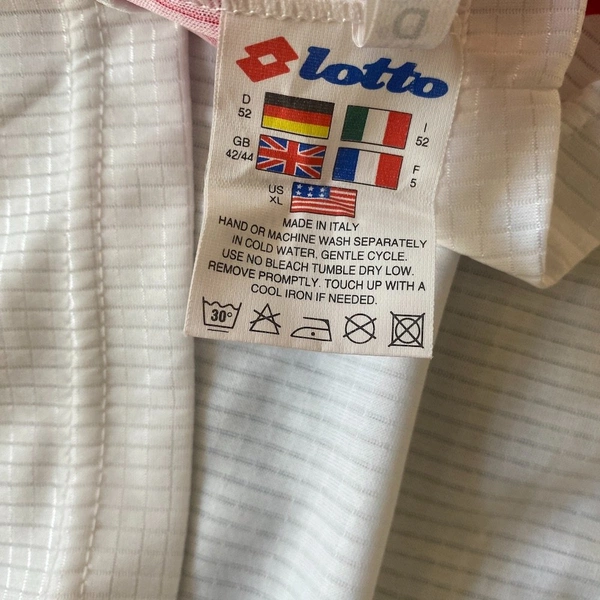 lotto
D
52
I
52
GB
42/44
F
5
US
XL
MADE IN ITALY
HAND OR MACHINE WASH SEPARATELY
IN COLD WATER, GENTLE CYCLE.
USE NO BLEACH TUMBLE DRY LOW.
REMOVE PROMPTLY. TOUCH UP WITH A
COOL IRON IF NEEDED.
30°